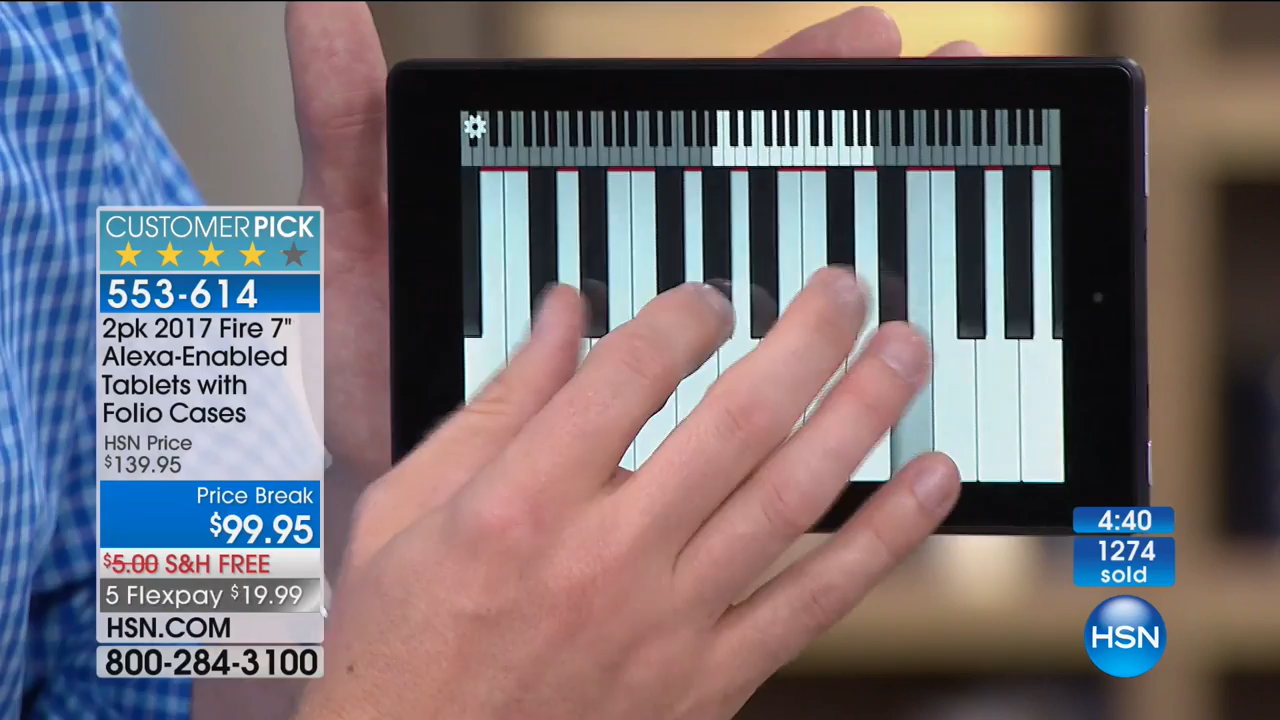 CUSTOMER PICK
553-614
2pk 2017 Fire 7"
Alexa-Enabled
Tablets with
Folio Cases
HSN Price
$139.95
Price Break
$99.95
$5.00 S&H FREE
5 Flexpay $19.99
HSN.COM
800-284-3100
4:40
1274
sold
HSN